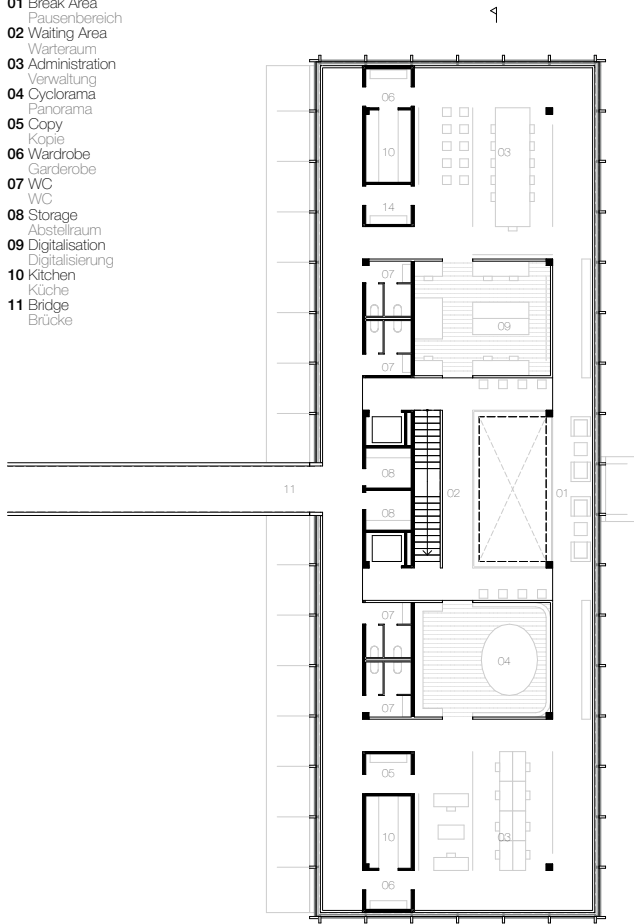 01 Break Area
Pausenbereich
02 Waiting Area
Warteraum
03 Administration
Verwaltung
04 Cyclorama
Panorama
05 Copy
Kopie
06 Wardrobe
Garderobe
07 WC
WC
08 Storage
Abstellraum
09 Digitalisation
Digitalisierung
10 Kitchen
Küche
11 Bridge
Brücke
06
10
03
14
07
09
07
08
11
02
01
08
07
04
07
05
10
03
06